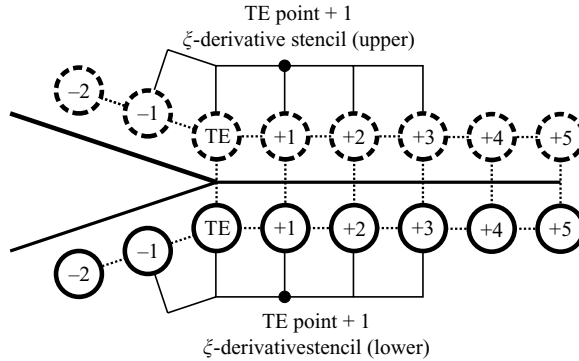 TE point + 1
ξ-derivative stencil (upper)
−2
−1
TE
+1
+2
+3
+4
+5
TE
+1
+2
+3
+4
+5
−1
−2
TE point + 1
ξ-derivativestencil (lower)